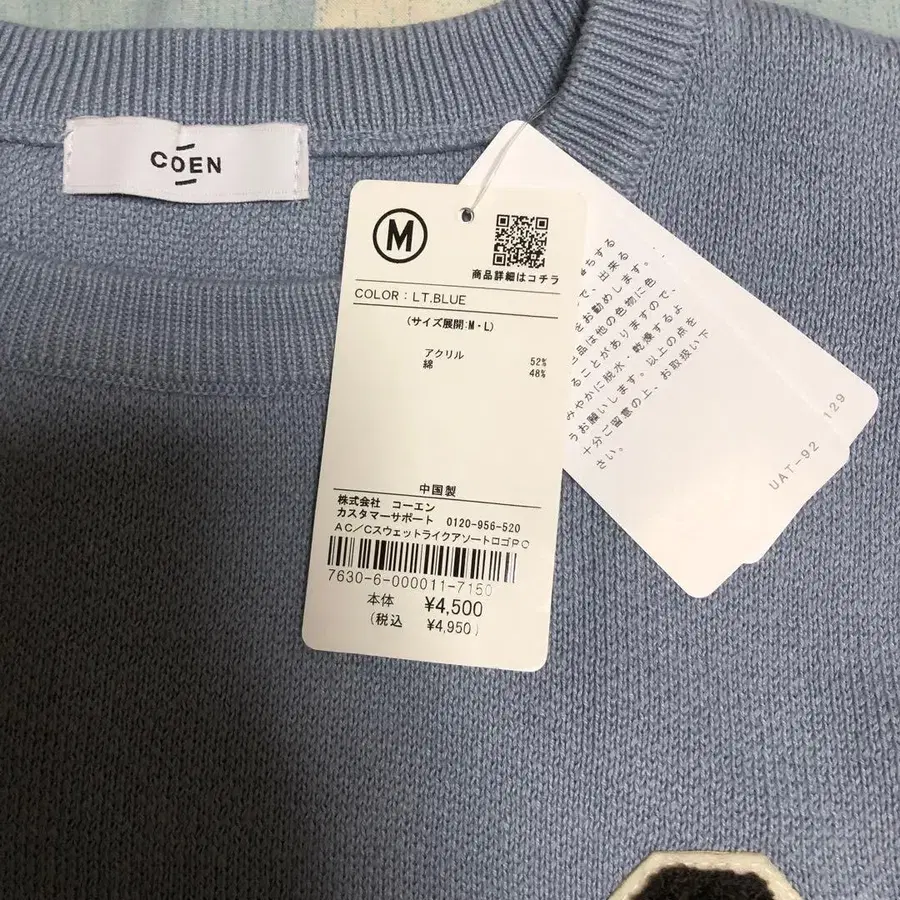 COEN
M
商品詳細はコチラ
COLOR : LT.BLUE
(サイズ展開:M・L)
アクリル 52%
綿 48%
中国製
株式会社 コーエン
カスタマーサポート 0120-956-520
AC/CスウェットライクアソートロゴPO
7630-6-000011-7150
本体 ¥4,500
(税込 ¥4,950)
落ちする
で、出来る
をお勧めします。
品は他の色物に色
ることがありますので、
みやかに脱水・乾燥するよ
うお願いします。以上の点を
十分ご留意の上、お取扱い下
さい。
UAT-92 129